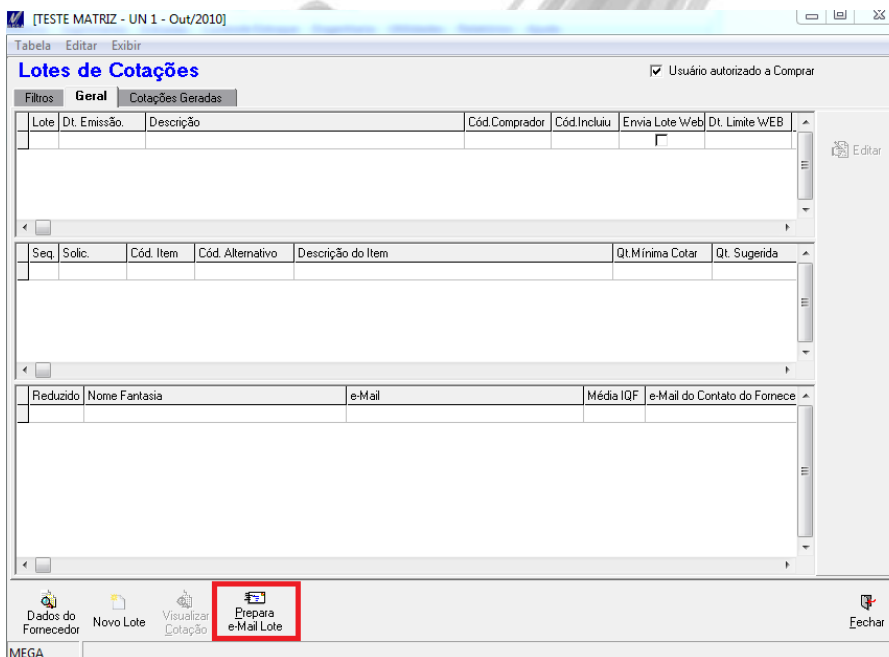 [TESTE MATRIZ - UN 1 - Out/2010]
Tabela Editar Exibir
Lotes de Cotações
Usuário autorizado a Comprar
Filtros Geral Cotações Geradas
Lote Dt. Emissão. Descrição Cód.Comprador Cód.Incluiu Envia Lote Web Dt. Limite WEB
Editar
Seq. Solic. Cód. Item Cód. Alternativo Descrição do Item Qt.Mínima Cotar Qt. Sugerida
Reduzido Nome Fantasia e-Mail Média IQF e-Mail do Contato do Fornece
Dados do Fornecedor
Novo Lote
Visualizar Cotação
Prepara e-Mail Lote
Fechar
MEGA